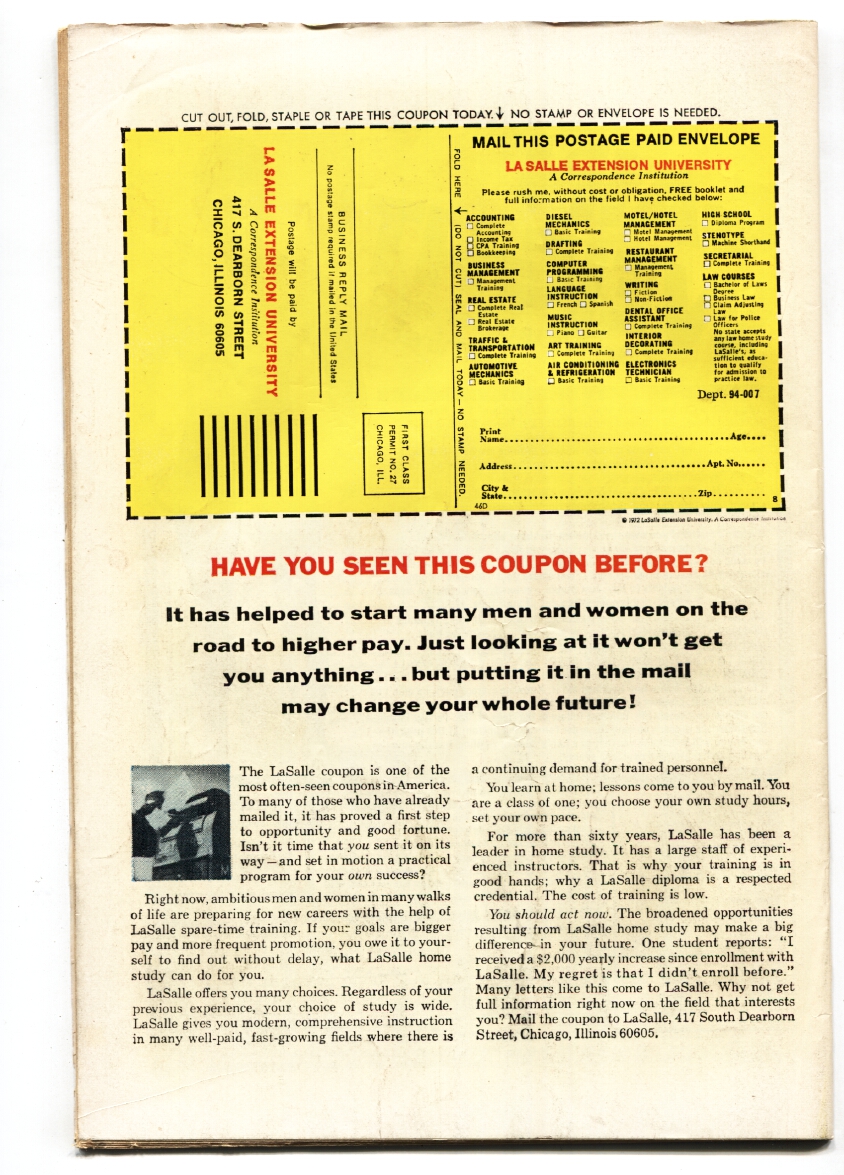 CUT OUT, FOLD, STAPLE OR TAPE THIS COUPON TODAY. ↓ NO STAMP OR ENVELOPE IS NEEDED.
LA SALLE EXTENSION UNIVERSITY
A Correspondence Institution
417 S. DEARBORN STREET
CHICAGO, ILLINOIS 60605
Postage will be paid by
BUSINESS REPLY MAIL
No postage stamp required if mailed in the United States
FIRST CLASS
PERMIT NO. 27
CHICAGO, ILL.
FOLD HERE ↓ (DO NOT CUT) SEAL AND MAIL TODAY — NO STAMP NEEDED.
MAIL THIS POSTAGE PAID ENVELOPE
LA SALLE EXTENSION UNIVERSITY
A Correspondence Institution
Please rush me, without cost or obligation, FREE booklet and
full information on the field I have checked below:
ACCOUNTING
☐ Complete
Accounting
☐ Income Tax
☐ CPA Training
☐ Bookkeeping
BUSINESS
MANAGEMENT
☐ Management
Training
REAL ESTATE
☐ Complete Real
Estate
☐ Real Estate
Brokerage
TRAFFIC &
TRANSPORTATION
☐ Complete Training
AUTOMOTIVE
MECHANICS
☐ Basic Training
DIESEL
MECHANICS
☐ Basic Training
DRAFTING
☐ Complete Training
COMPUTER
PROGRAMMING
☐ Basic Training
LANGUAGE
INSTRUCTION
☐ French ☐ Spanish
MUSIC
INSTRUCTION
☐ Piano ☐ Guitar
ART TRAINING
☐ Complete Training
AIR CONDITIONING
& REFRIGERATION
☐ Basic Training
MOTEL/HOTEL
MANAGEMENT
☐ Motel Management
☐ Hotel Management
RESTAURANT
MANAGEMENT
☐ Management
Training
WRITING
☐ Fiction
☐ Non-Fiction
DENTAL OFFICE
ASSISTANT
☐ Complete Training
INTERIOR
DECORATING
☐ Complete Training
ELECTRONICS
TECHNICIAN
☐ Basic Training
HIGH SCHOOL
☐ Diploma Program
STENOTYPE
☐ Machine Shorthand
SECRETARIAL
☐ Complete Training
LAW COURSES
☐ Bachelor of Laws
Degree
☐ Business Law
☐ Claim Adjusting
Law
☐ Law for Police
Officers
No state accepts
any law home study
course, including
LaSalle's, as
sufficient educa-
tion to qualify
for admission to
practice law.
Dept. 94-007
Print
Name.......Age....
Address.......Apt. No......
City &
State.......Zip.......
46D
8
© 1972 LaSalle Extension University. A Correspondence Institution
HAVE YOU SEEN THIS COUPON BEFORE?
It has helped to start many men and women on the
road to higher pay. Just looking at it won't get
you anything...but putting it in the mail
may change your whole future!
The LaSalle coupon is one of the
most often-seen coupons in America.
To many of those who have already
mailed it, it has proved a first step
to opportunity and good fortune.
Isn't it time that you sent it on its
way—and set in motion a practical
program for your own success?
Right now, ambitious men and women in many walks
of life are preparing for new careers with the help of
LaSalle spare-time training. If your goals are bigger
pay and more frequent promotion, you owe it to your-
self to find out without delay, what LaSalle home
study can do for you.
LaSalle offers you many choices. Regardless of your
previous experience, your choice of study is wide.
LaSalle gives you modern, comprehensive instruction
in many well-paid, fast-growing fields where there is
a continuing demand for trained personnel.
You learn at home; lessons come to you by mail. You
are a class of one; you choose your own study hours,
set your own pace.
For more than sixty years, LaSalle has been a
leader in home study. It has a large staff of experi-
enced instructors. That is why your training is in
good hands; why a LaSalle diploma is a respected
credential. The cost of training is low.
You should act now. The broadened opportunities
resulting from LaSalle home study may make a big
difference in your future. One student reports: "I
received a $2,000 yearly increase since enrollment with
LaSalle. My regret is that I didn't enroll before."
Many letters like this come to LaSalle. Why not get
full information right now on the field that interests
you? Mail the coupon to LaSalle, 417 South Dearborn
Street, Chicago, Illinois 60605.